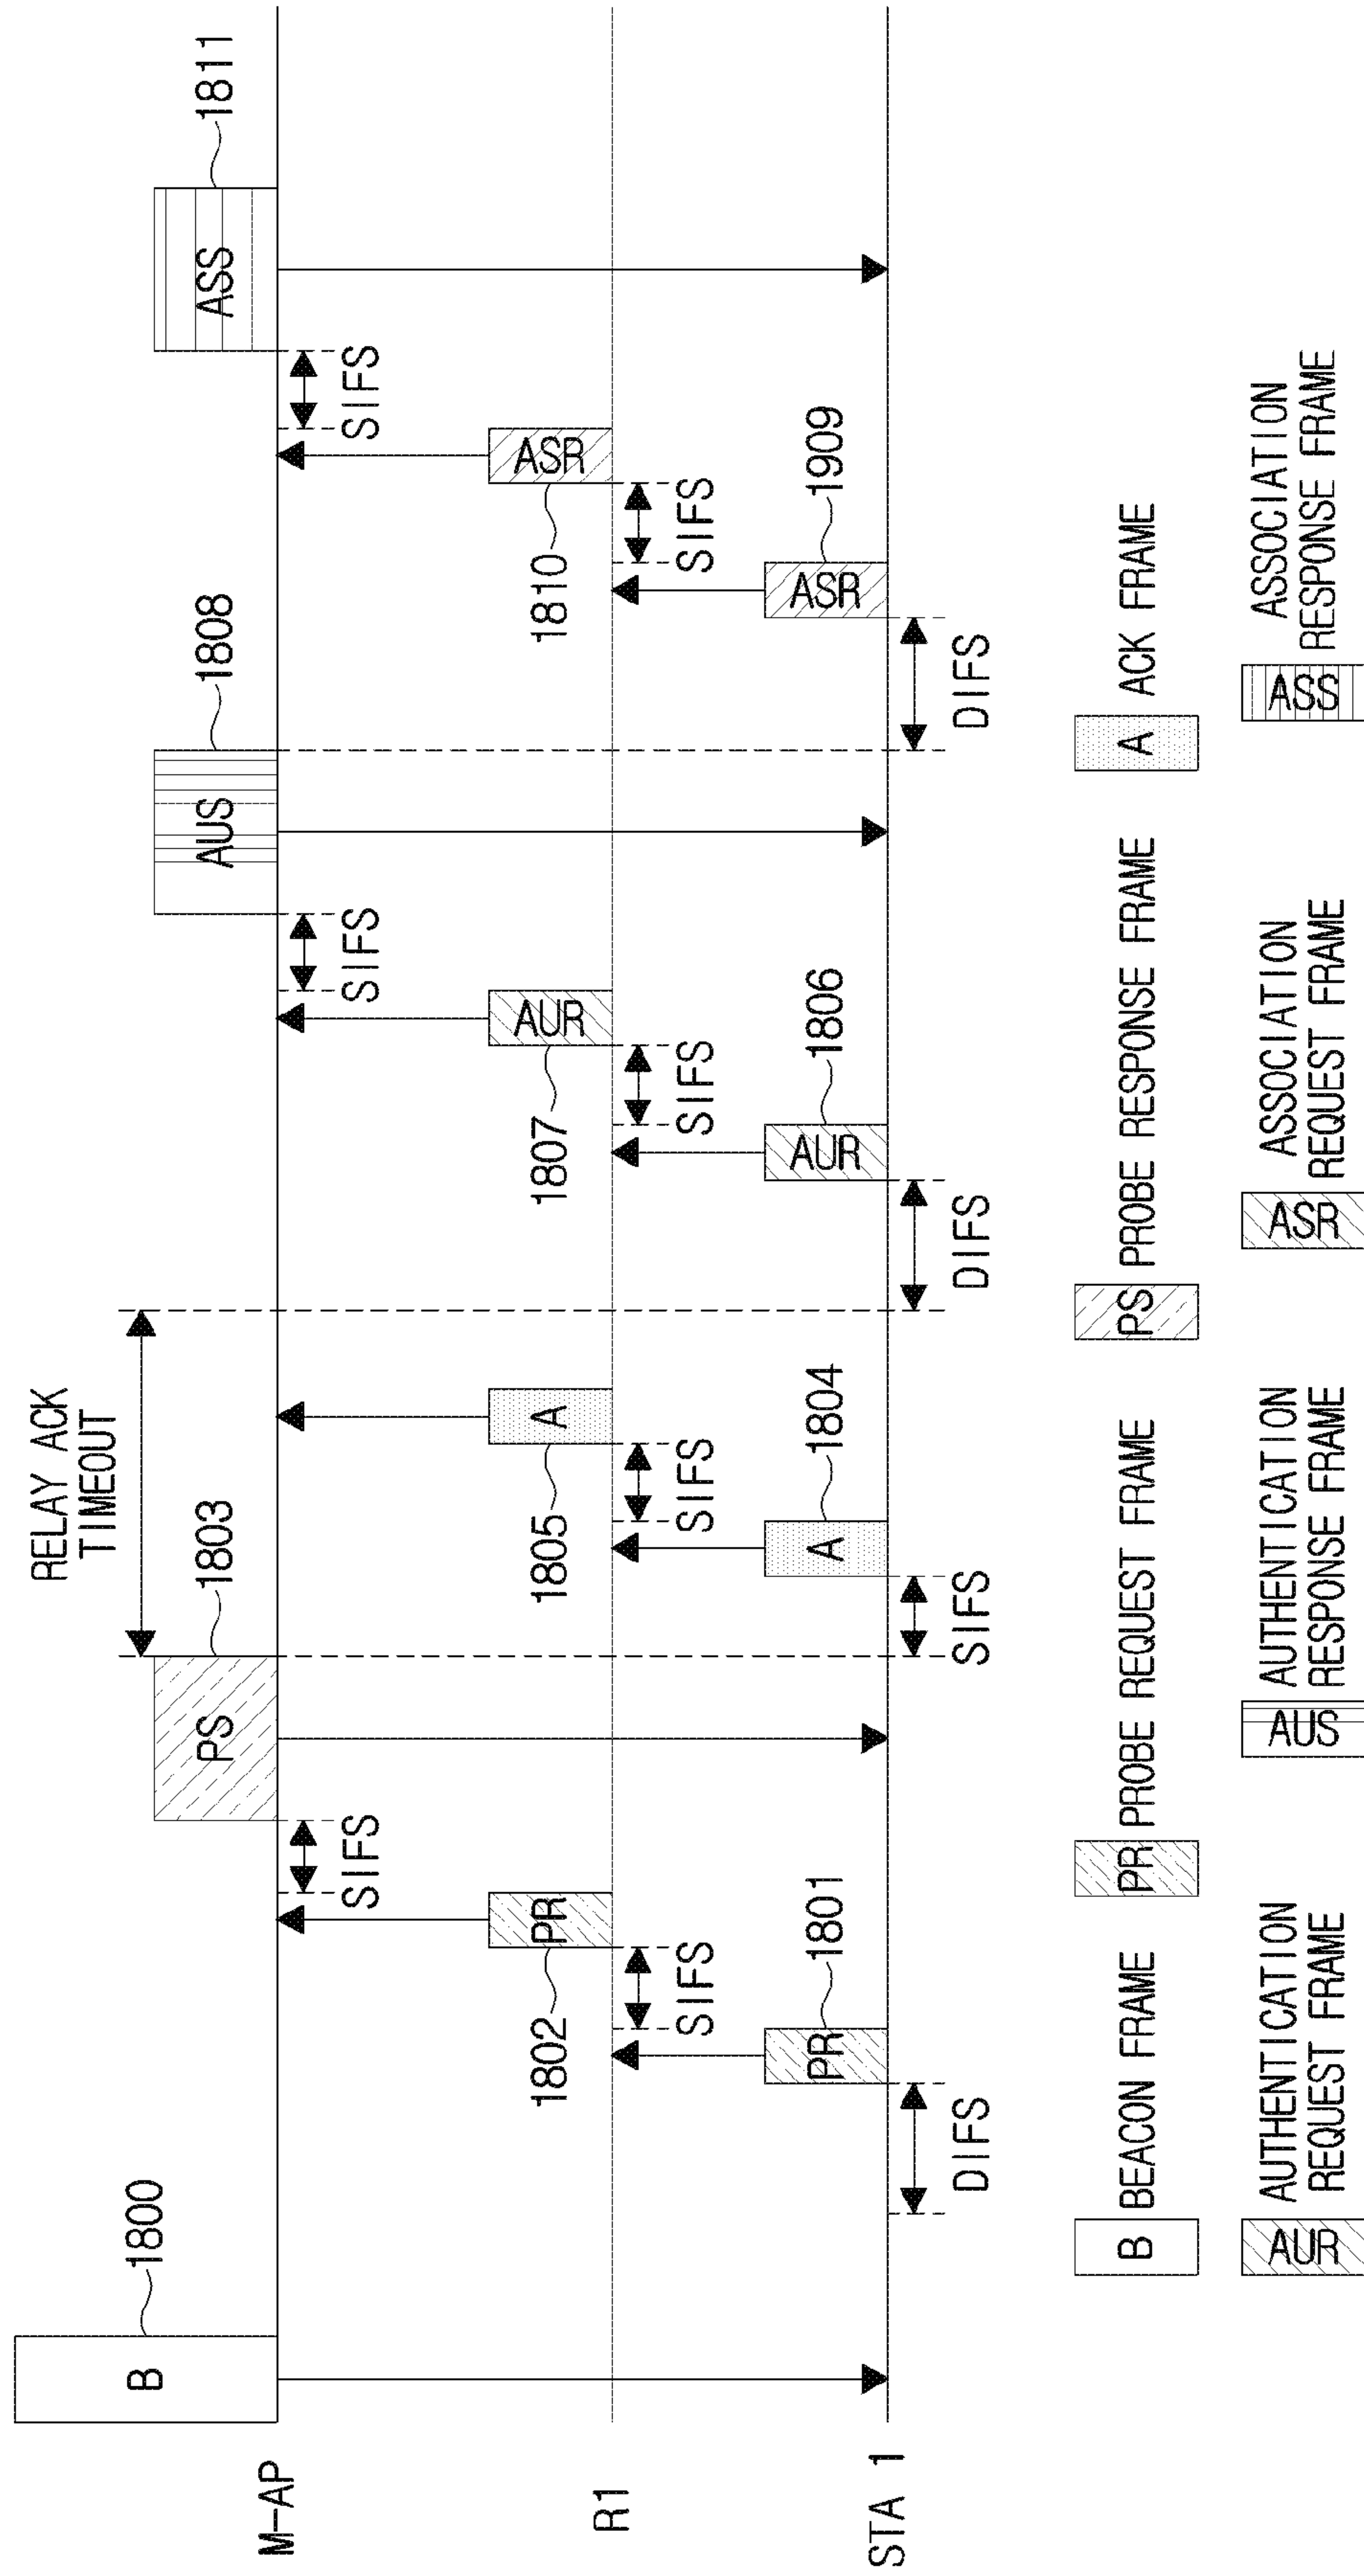 RELAY ACK
TIMEOUT
1800
1803
1808
1811
B
PS
AUS
ASS
M-AP
SIFS
SIFS
SIFS
1802
1805
1807
1810
PR
A
AUR
ASR
R1
SIFS
SIFS
SIFS
SIFS
1801
1804
1806
1909
PR
A
AUR
ASR
STA 1
DIFS
SIFS
DIFS
DIFS
B BEACON FRAME
PR PROBE REQUEST FRAME
PS PROBE RESPONSE FRAME
A ACK FRAME
AUR AUTHENTICATION
REQUEST FRAME
AUS AUTHENTICATION
RESPONSE FRAME
ASR ASSOCIATION
REQUEST FRAME
ASS ASSOCIATION
RESPONSE FRAME